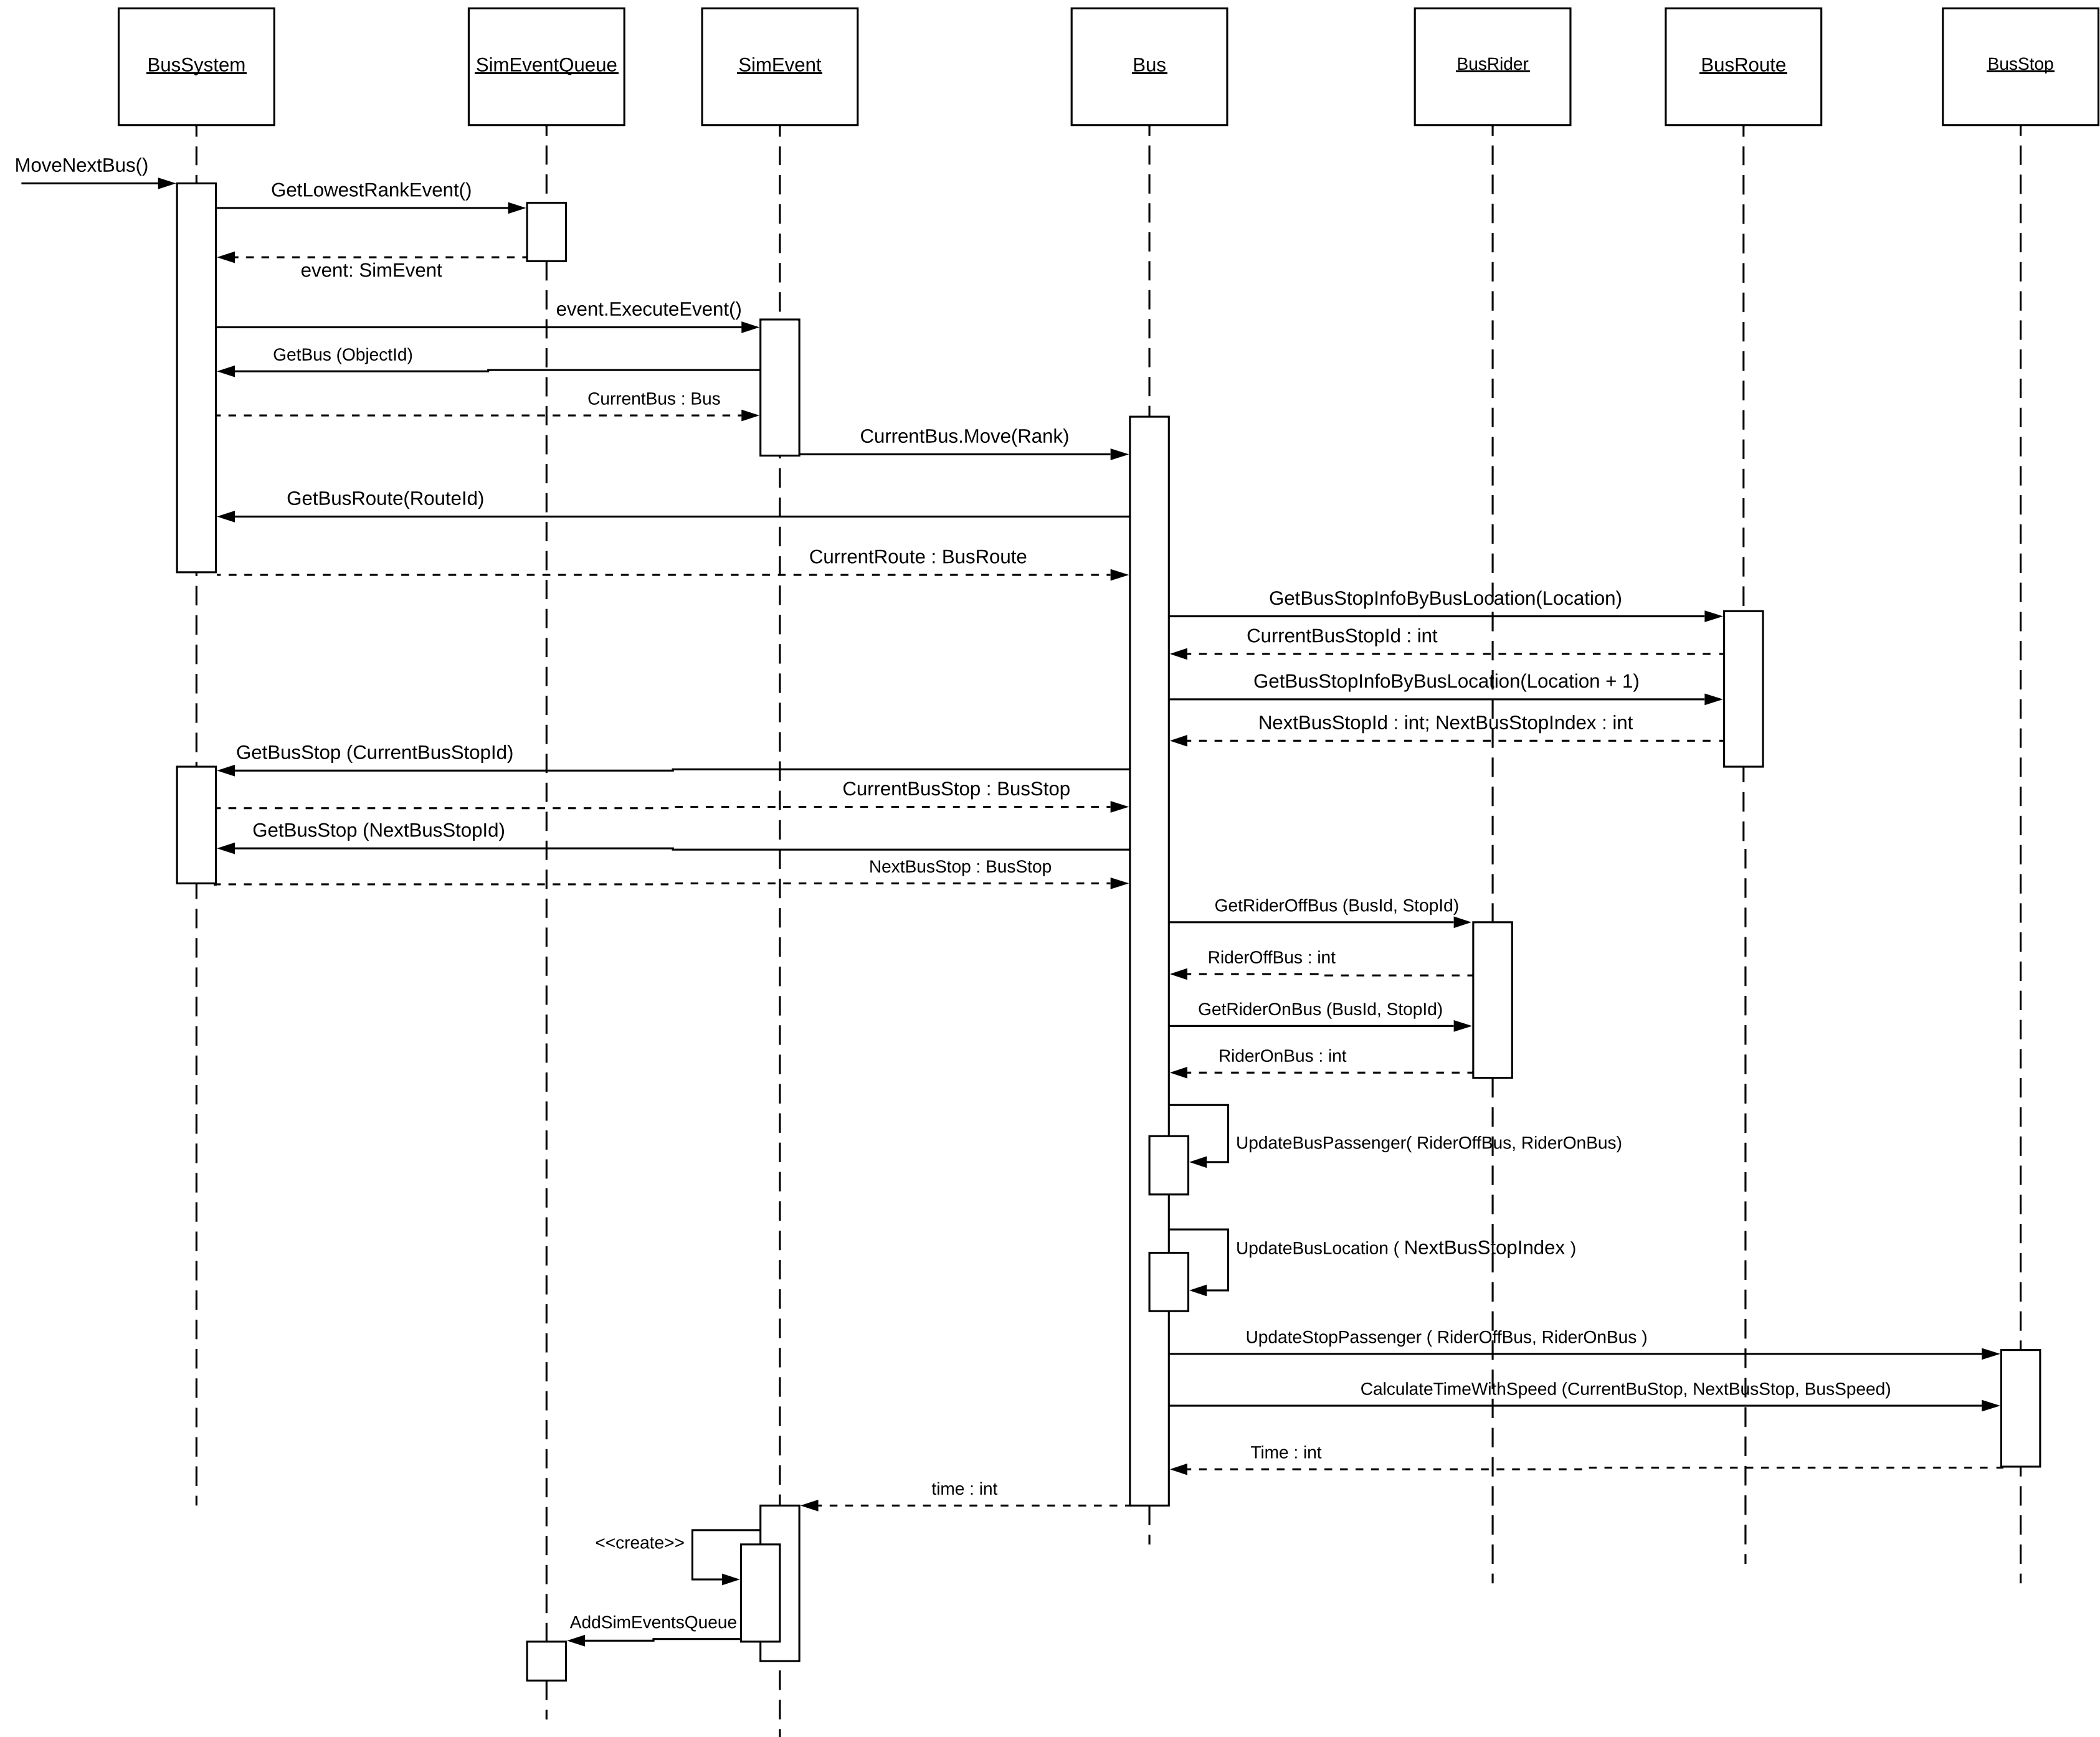 BusSystem
SimEventQueue
SimEvent
Bus
BusRider
BusRoute
BusStop
MoveNextBus()
GetLowestRankEvent()
event: SimEvent
event.ExecuteEvent()
GetBus (ObjectId)
CurrentBus : Bus
CurrentBus.Move(Rank)
GetBusRoute(RouteId)
CurrentRoute : BusRoute
GetBusStopInfoByBusLocation(Location)
CurrentBusStopId : int
GetBusStopInfoByBusLocation(Location + 1)
NextBusStopId : int; NextBusStopIndex : int
GetBusStop (CurrentBusStopId)
CurrentBusStop : BusStop
GetBusStop (NextBusStopId)
NextBusStop : BusStop
GetRiderOffBus (BusId, StopId)
RiderOffBus : int
GetRiderOnBus (BusId, StopId)
RiderOnBus : int
UpdateBusPassenger( RiderOffBus, RiderOnBus)
UpdateBusLocation ( NextBusStopIndex )
UpdateStopPassenger ( RiderOffBus, RiderOnBus )
CalculateTimeWithSpeed (CurrentBuStop, NextBusStop, BusSpeed)
Time : int
time : int
<<create>>
AddSimEventsQueue